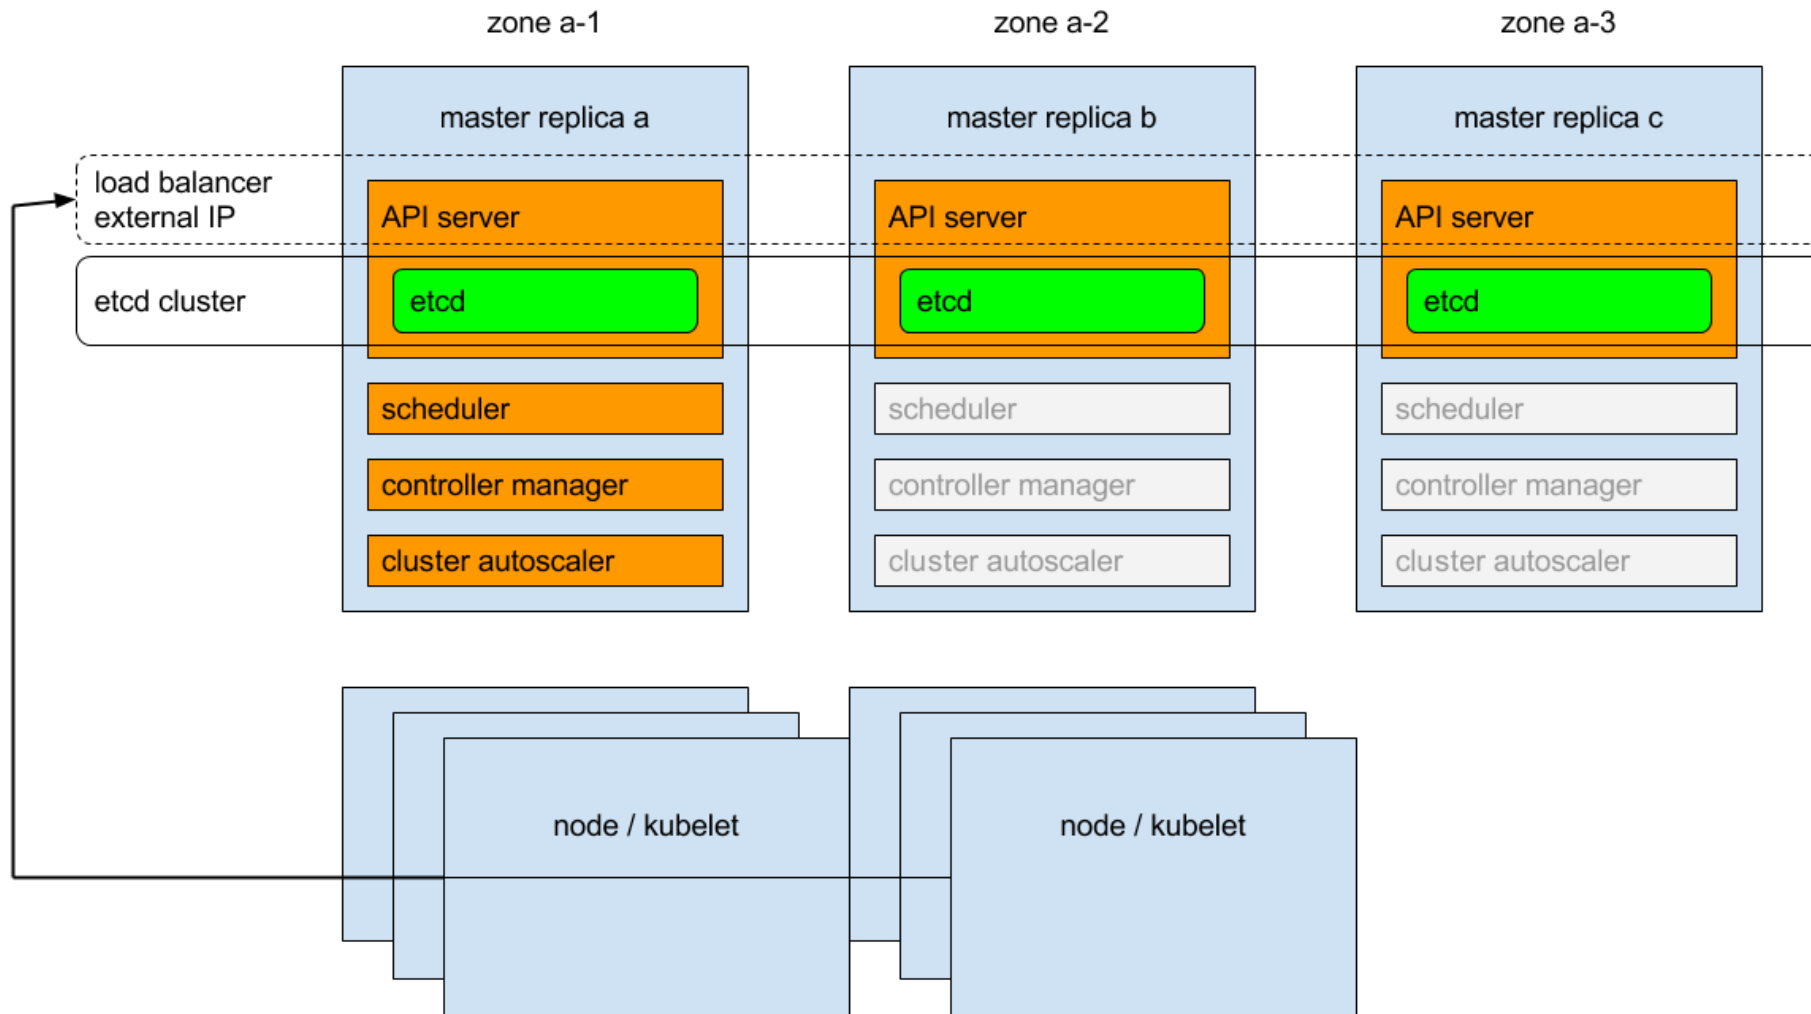 zone a-1
zone a-2
zone a-3
master replica a
master replica b
master replica c
load balancer
external IP
API server
API server
API server
etcd cluster
etcd
etcd
etcd
scheduler
scheduler
scheduler
controller manager
controller manager
controller manager
cluster autoscaler
cluster autoscaler
cluster autoscaler
node / kubelet
node / kubelet